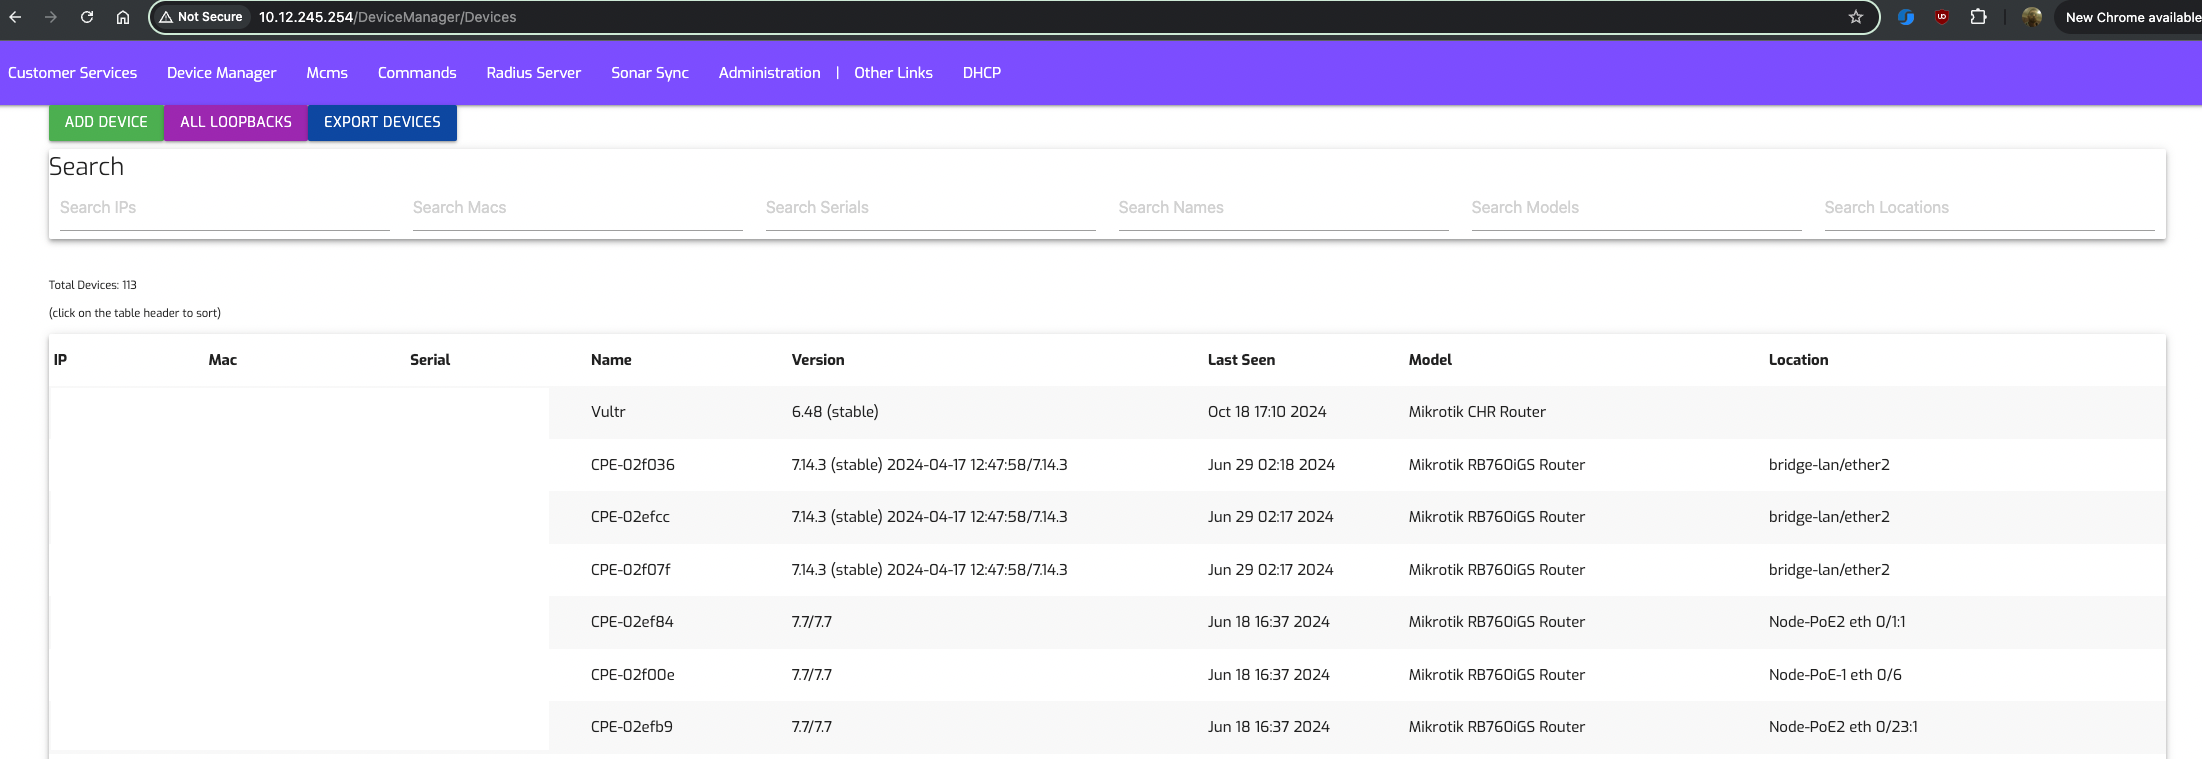 Not Secure 10.12.245.254/DeviceManager/Devices New Chrome available
Customer Services Device Manager Mcms Commands Radius Server Sonar Sync Administration | Other Links DHCP
ADD DEVICE ALL LOOPBACKS EXPORT DEVICES
Search
Search IPs Search Macs Search Serials Search Names Search Models Search Locations
Total Devices: 113
(click on the table header to sort)
IP Mac Serial Name Version Last Seen Model Location
Vultr 6.48 (stable) Oct 18 17:10 2024 Mikrotik CHR Router
CPE-02f036 7.14.3 (stable) 2024-04-17 12:47:58/7.14.3 Jun 29 02:18 2024 Mikrotik RB760iGS Router bridge-lan/ether2
CPE-02efcc 7.14.3 (stable) 2024-04-17 12:47:58/7.14.3 Jun 29 02:17 2024 Mikrotik RB760iGS Router bridge-lan/ether2
CPE-02f07f 7.14.3 (stable) 2024-04-17 12:47:58/7.14.3 Jun 29 02:17 2024 Mikrotik RB760iGS Router bridge-lan/ether2
CPE-02ef84 7.7/7.7 Jun 18 16:37 2024 Mikrotik RB760iGS Router Node-PoE2 eth 0/1:1
CPE-02f00e 7.7/7.7 Jun 18 16:37 2024 Mikrotik RB760iGS Router Node-PoE-1 eth 0/6
CPE-02efb9 7.7/7.7 Jun 18 16:37 2024 Mikrotik RB760iGS Router Node-PoE2 eth 0/23:1